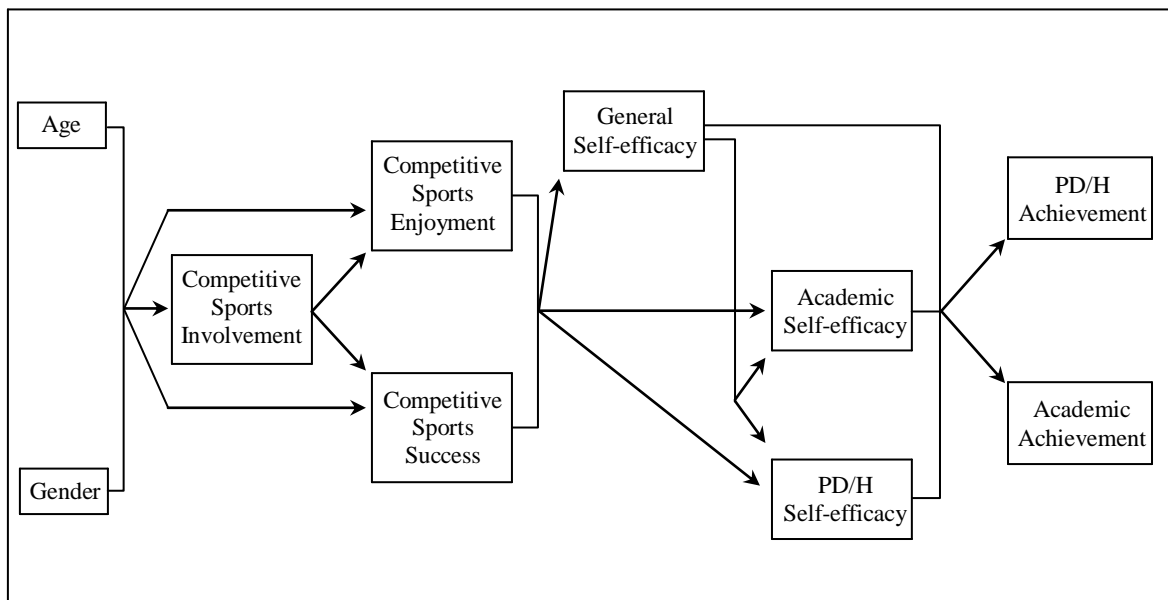 Age
Gender
Competitive
Sports
Involvement
Competitive
Sports
Enjoyment
Competitive
Sports
Success
General
Self-efficacy
Academic
Self-efficacy
PD/H
Self-efficacy
PD/H
Achievement
Academic
Achievement